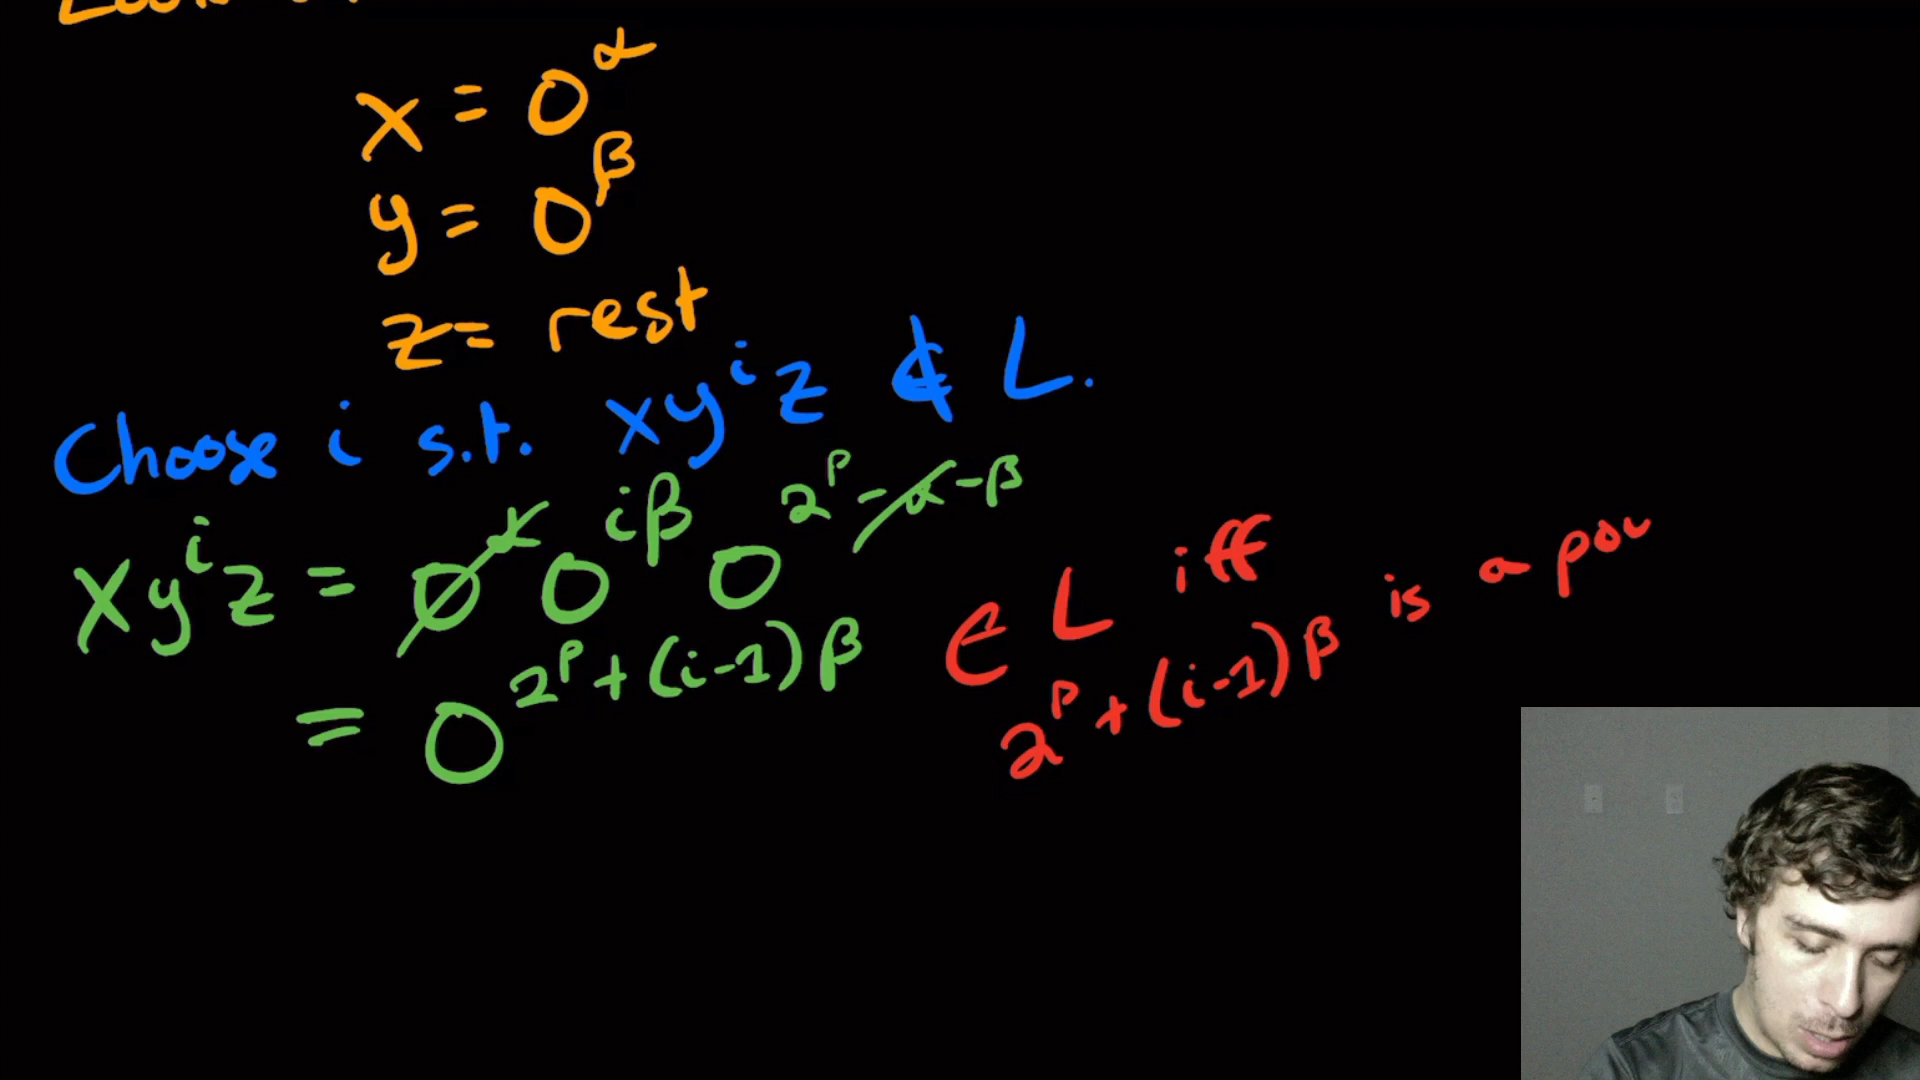 x = 0^α
y = 0^β
z = rest
Choose i s.t. xy^i z ∉ L.
xy^i z = 0^α 0^iβ 0^2^p-α-β
= 0^2^p+(i-1)β
∈ L iff
2^p+(i-1)β is a pow